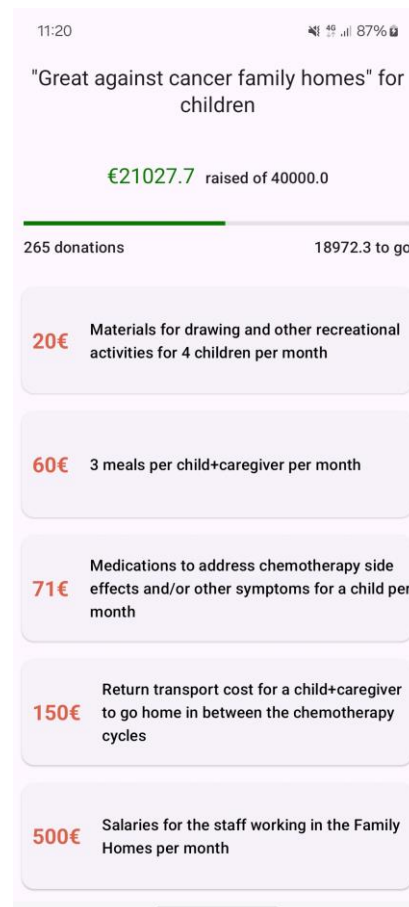 11:20 4G 87%
"Great against cancer family homes" for
children
€21027.7 raised of 40000.0
265 donations 18972.3 to go
20€ Materials for drawing and other recreational
activities for 4 children per month
60€ 3 meals per child+caregiver per month
Medications to address chemotherapy side
71€ effects and/or other symptoms for a child per
month
Return transport cost for a child+caregiver
150€ to go home in between the chemotherapy
cycles
500€ Salaries for the staff working in the Family
Homes per month